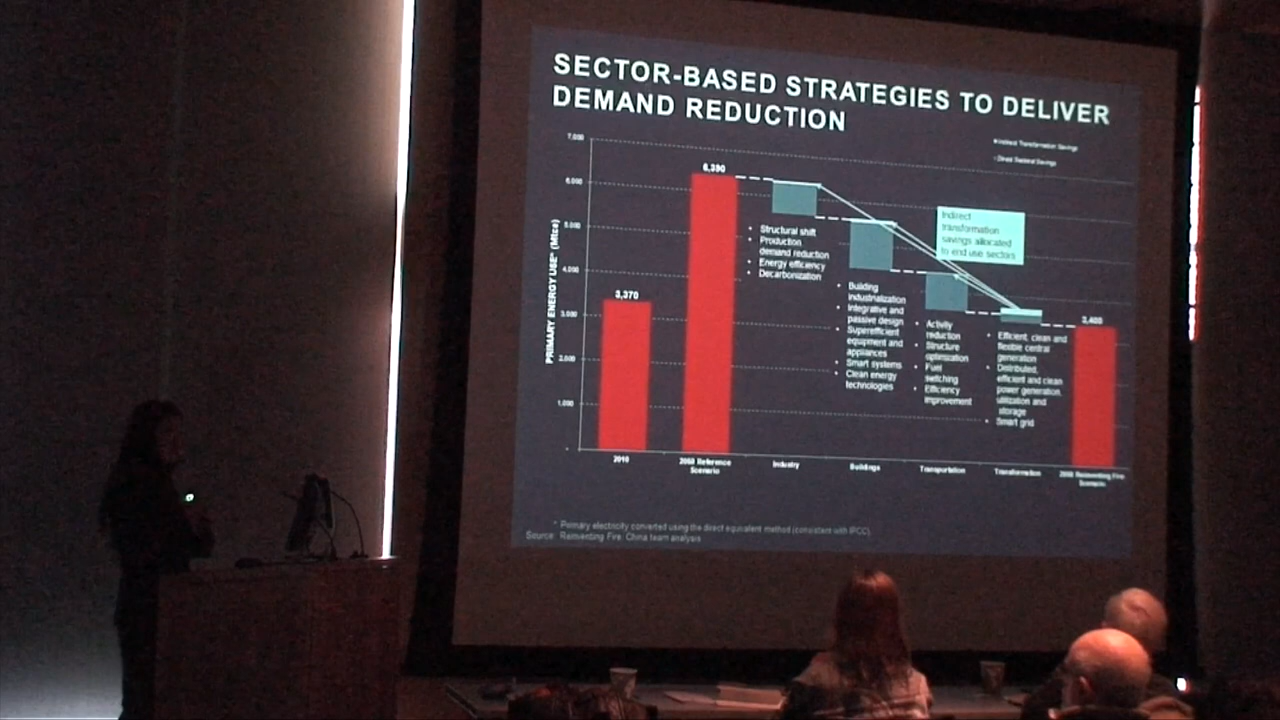 SECTOR-BASED STRATEGIES TO DELIVER
DEMAND REDUCTION
Indirect Transformation Savings
Direct Sectoral Savings
PRIMARY ENERGY USE* (Mtce)
7,000
6,000
5,000
4,000
3,000
2,000
1,000
-
3,370
6,390
Structural shift
Production
demand reduction
Energy efficiency
Decarbonization
Building
industrialization
Integrative and
passive design
Superefficient
equipment and
appliances
Smart systems
Clean energy
technologies
Activity
reduction
Structure
optimization
Fuel
switching
Efficiency
improvement
Indirect
transformation
savings allocated
to end use sectors
Efficient, clean and
flexible central
generation
Distributed,
efficient and clean
power generation,
utilization and
storage
Smart grid
2010
2050 Reference
Scenario
Industry
Buildings
Transportation
Transformation
2050 Reinventing Fire
Scenario
* Primary electricity converted using the direct equivalent method (consistent with IPCC).
Source: Reinventing Fire: China team analysis